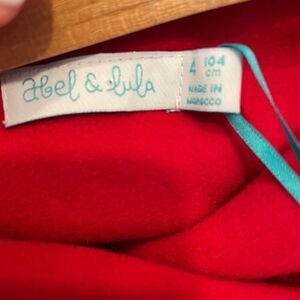 abel & lula
4 104
cm
MADE IN
MOROCCO